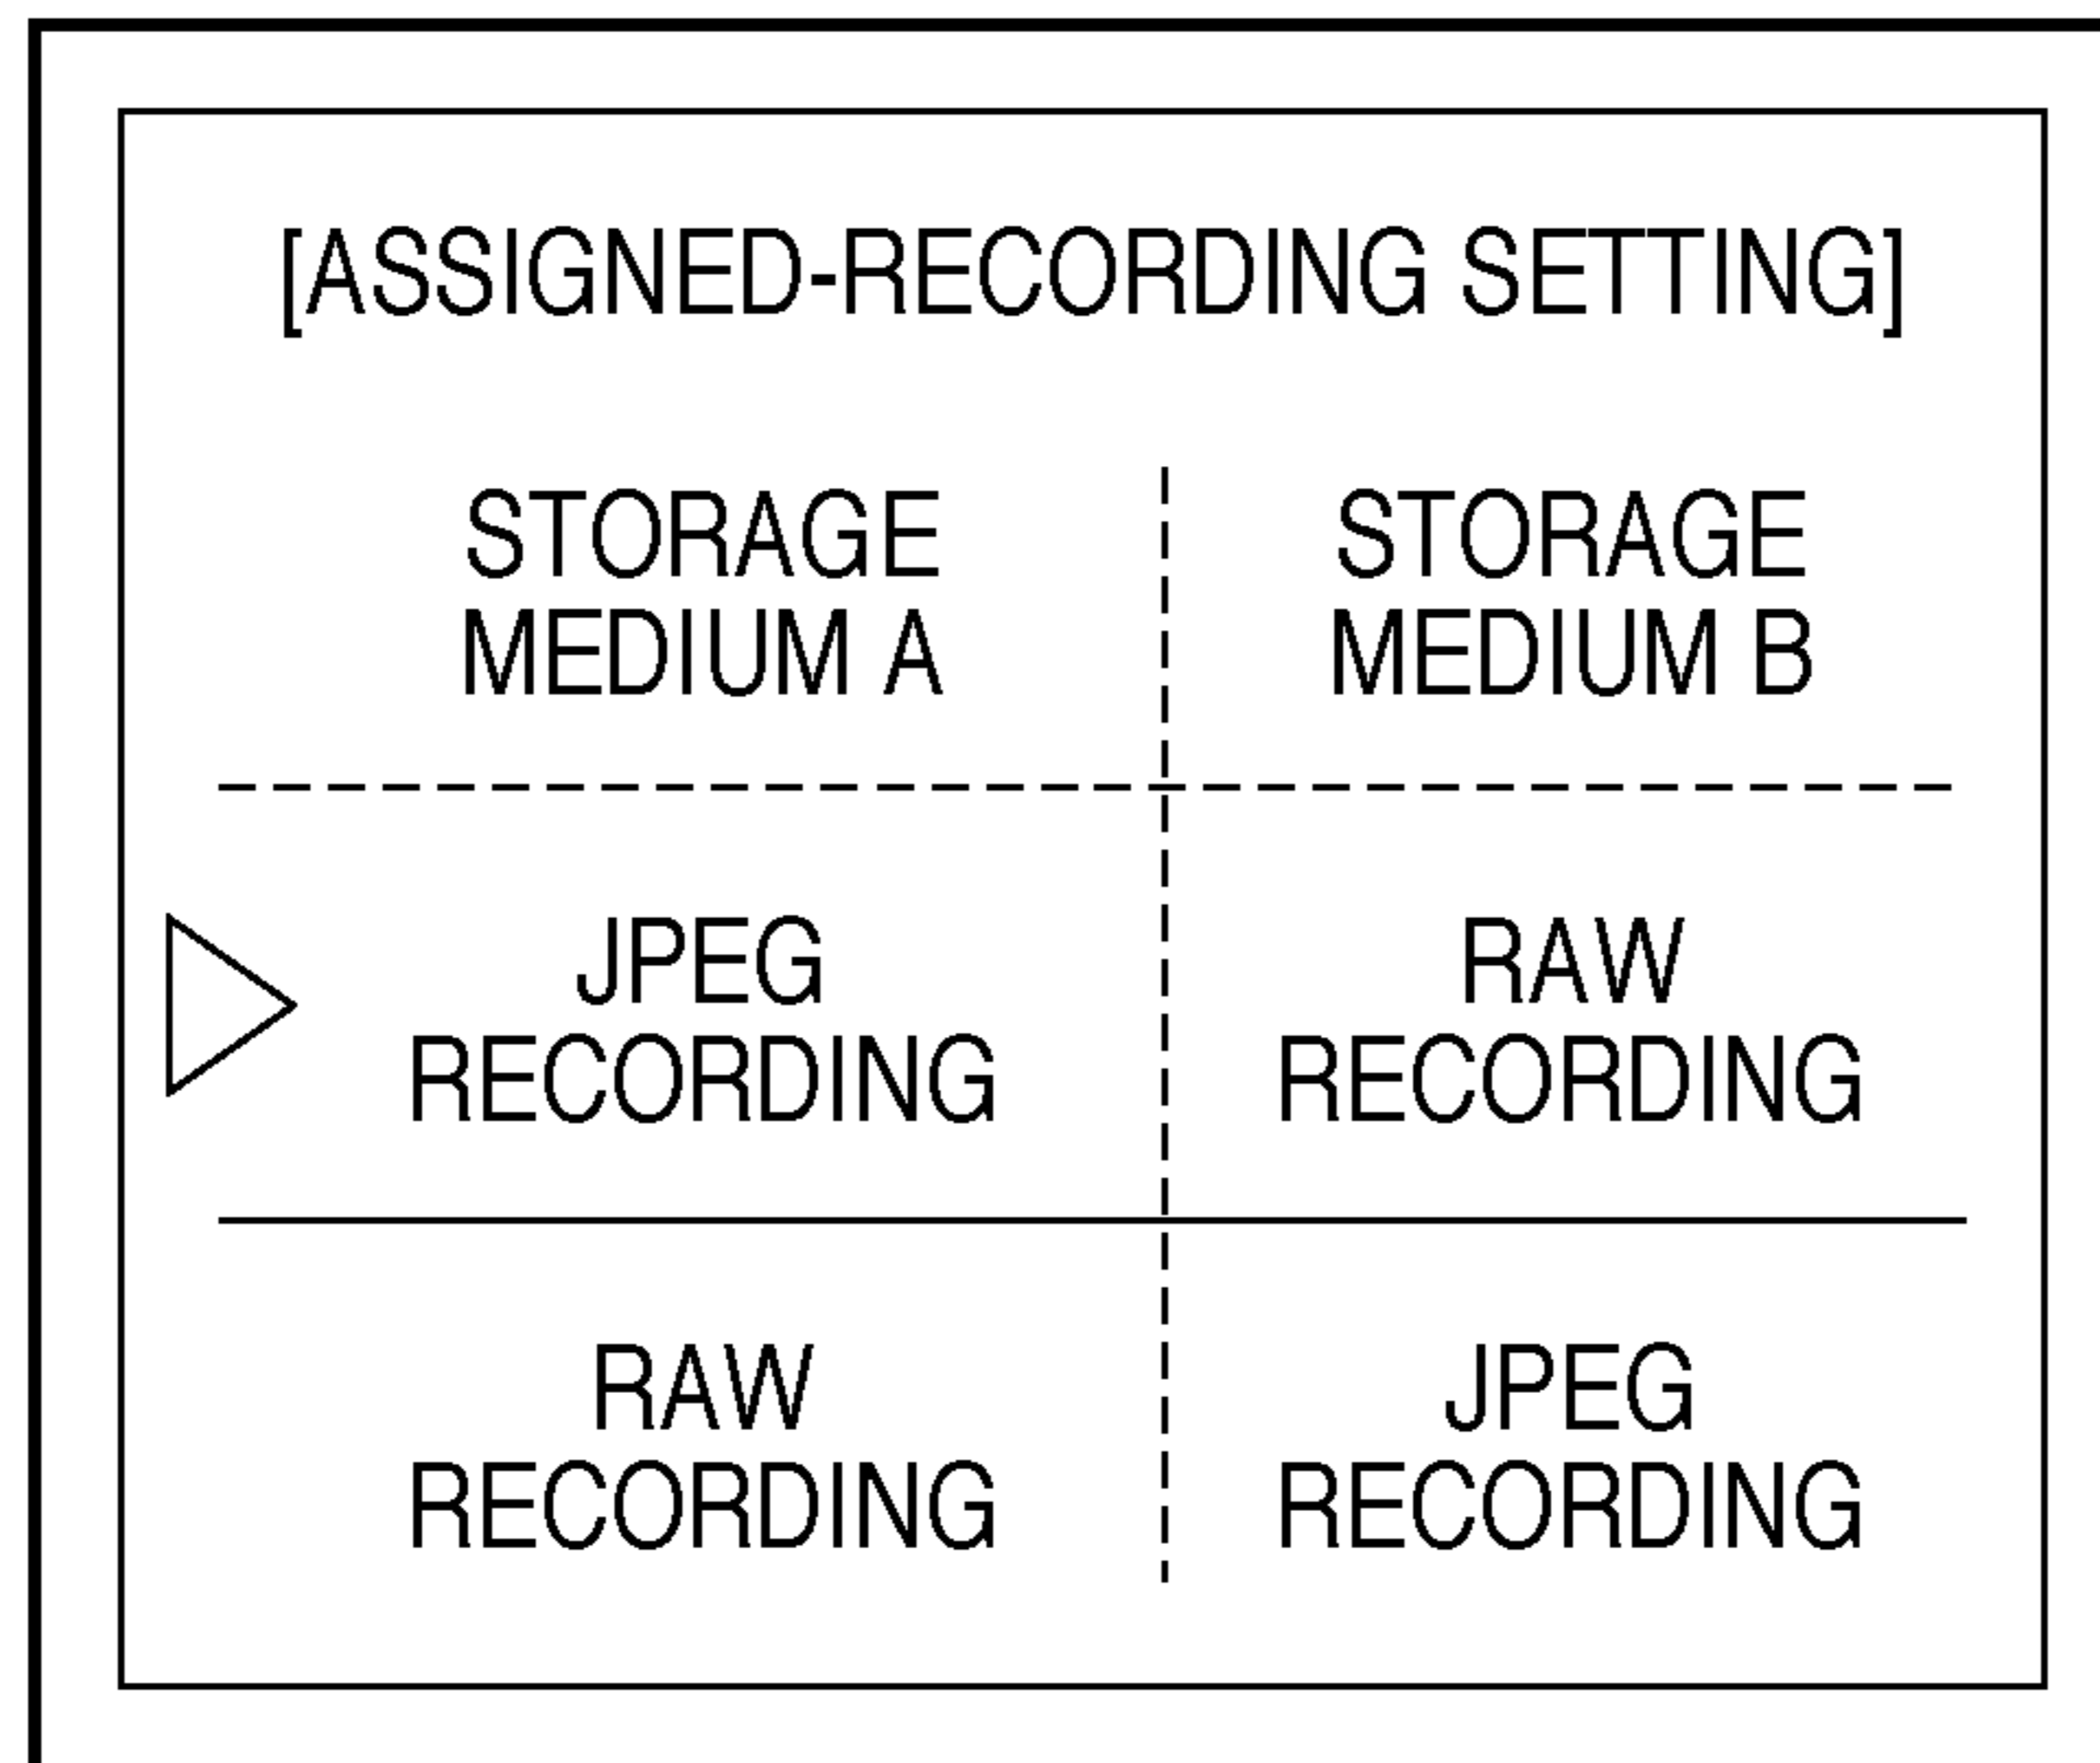 [ASSIGNED-RECORDING SETTING]
STORAGE MEDIUM A
STORAGE MEDIUM B
JPEG RECORDING
RAW RECORDING
RAW RECORDING
JPEG RECORDING